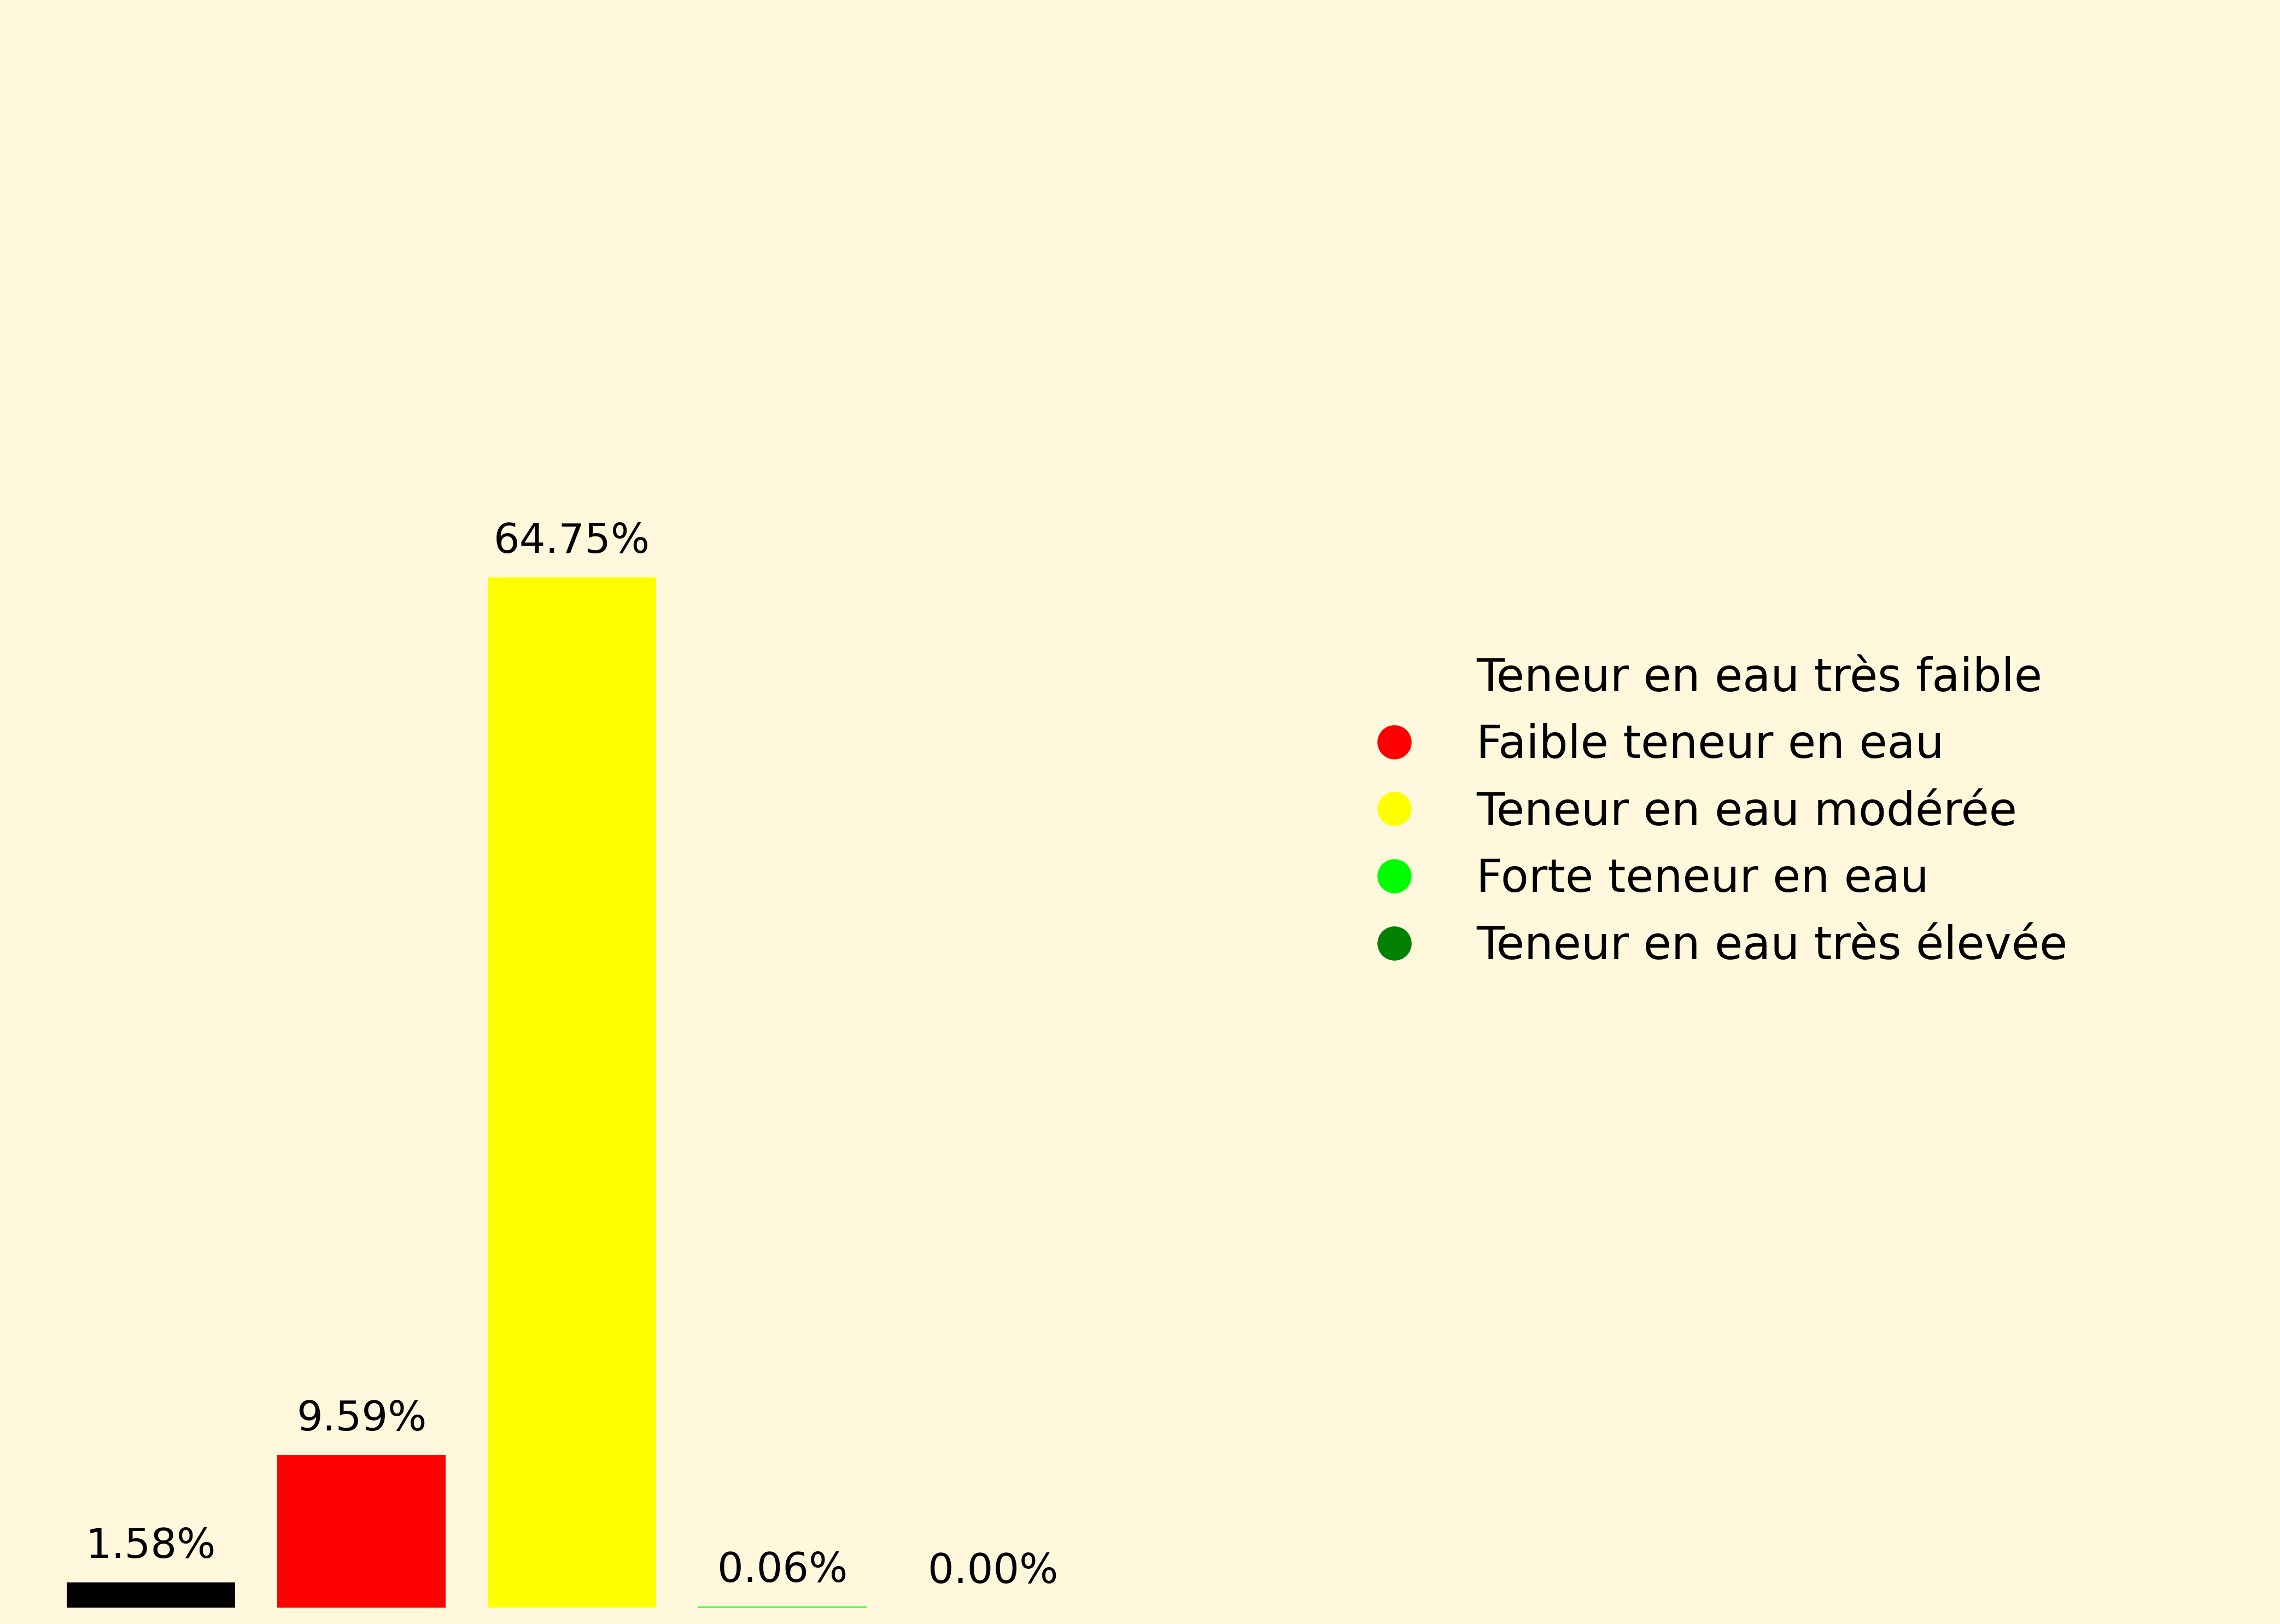 64.75%
9.59%
1.58%
0.06%
0.00%
Teneur en eau très faible
Faible teneur en eau
Teneur en eau modérée
Forte teneur en eau
Teneur en eau très élevée